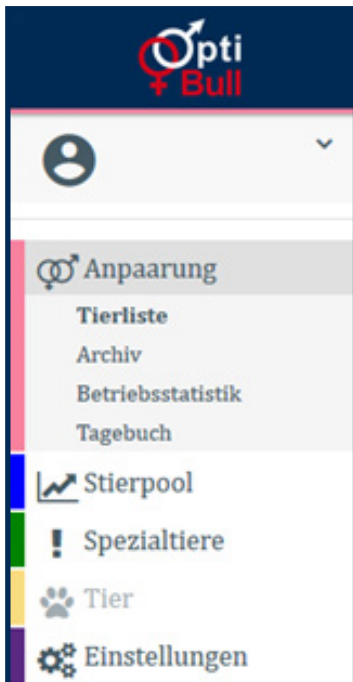 Opti
Bull
Anpaarung
Tierliste
Archiv
Betriebsstatistik
Tagebuch
Stierpool
Spezialtiere
Tier
Einstellungen